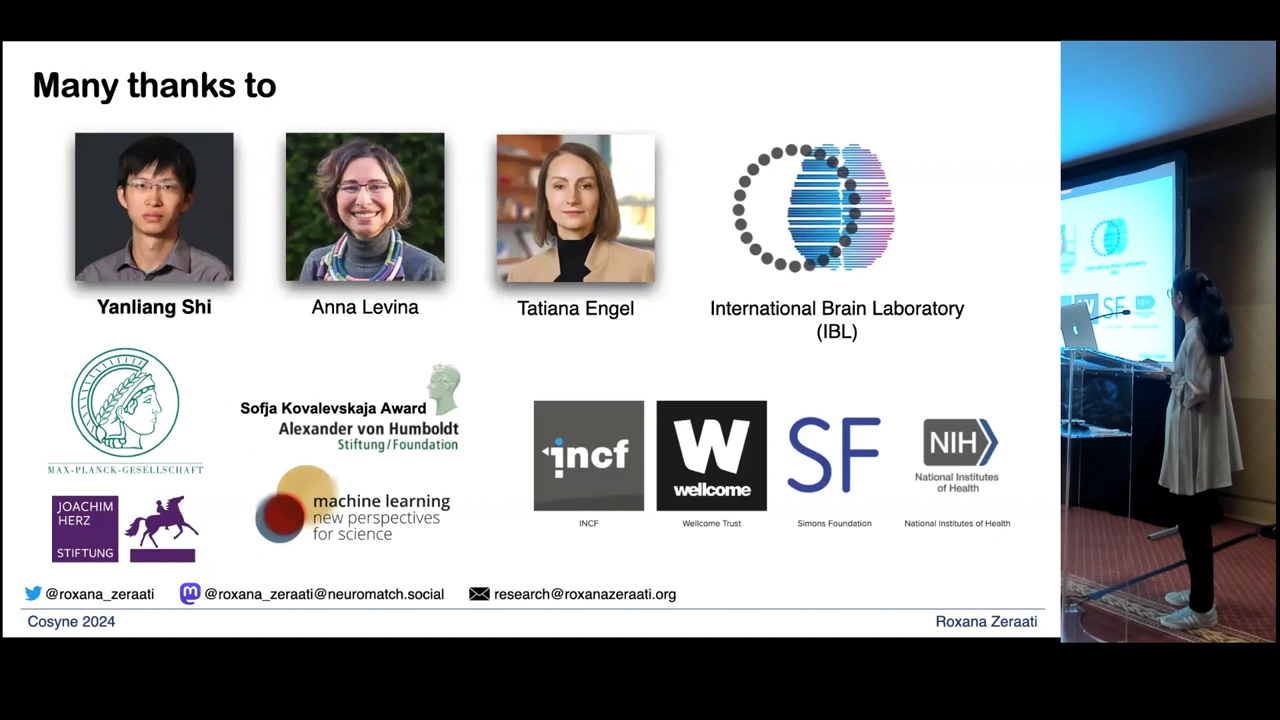 Many thanks to
Yanliang Shi
Anna Levina
Tatiana Engel
International Brain Laboratory
(IBL)
MAX-PLANCK-GESELLSCHAFT
Sofja Kovalevskaja Award
Alexander von Humboldt
Stiftung/Foundation
JOACHIM
HERZ
STIFTUNG
machine learning
new perspectives
for science
incf
INCF
W
wellcome
Wellcome Trust
SF
Simons Foundation
NIH
National Institutes
of Health
National Institutes of Health
@roxana_zeraati
@roxana_zeraati@neuromatch.social
research@roxanazeraati.org
Cosyne 2024
Roxana Zeraati
W
SF
NIH